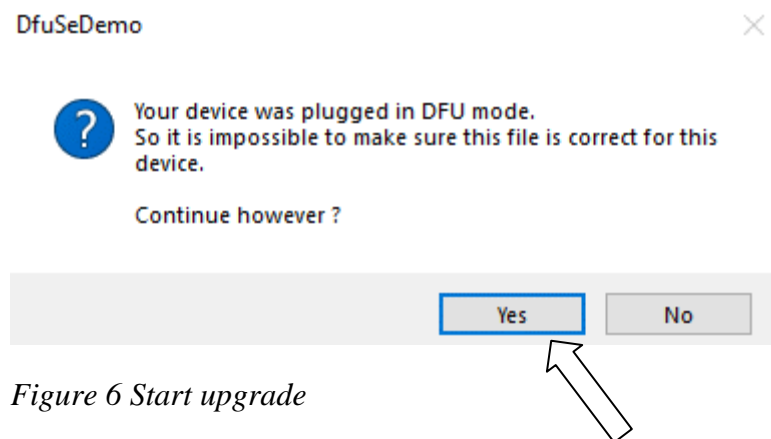 DfuSeDemo
Your device was plugged in DFU mode.
So it is impossible to make sure this file is correct for this
device.
Continue however ?
Yes No
Figure 6 Start upgrade